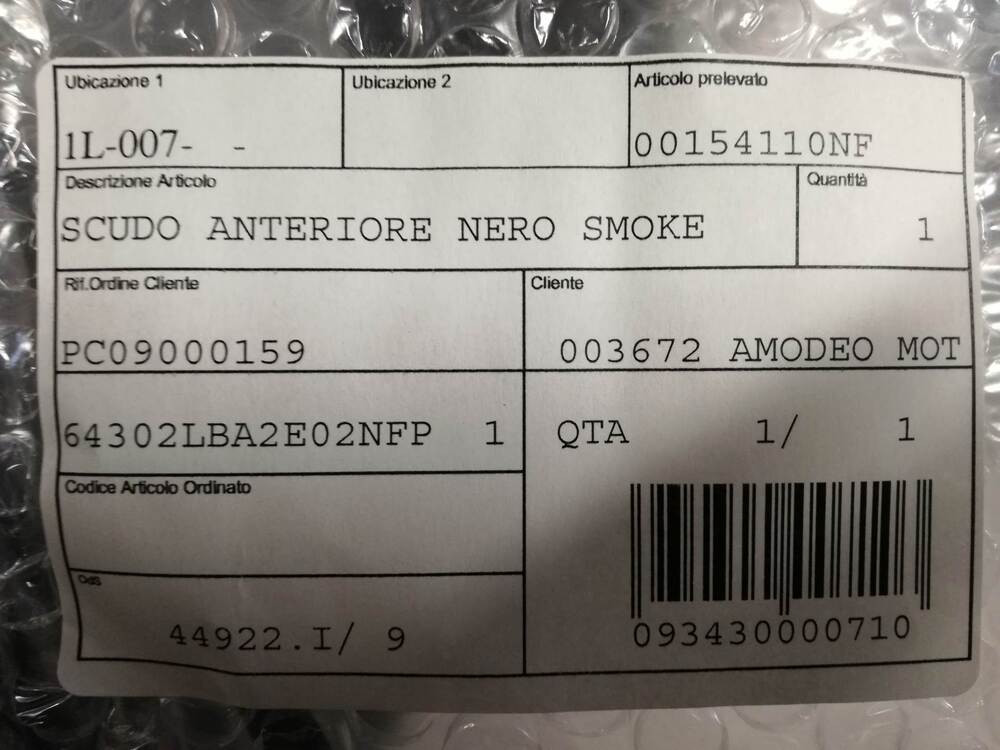 Ubicazione 1
Ubicazione 2
Articolo prelevato
1L-007- -
00154110NF
Descrizione Articolo
Quantità
SCUDO ANTERIORE NERO SMOKE
1
Rif.Ordine Cliente
Cliente
PC09000159
003672 AMODEO MOT
64302LBA2E02NFP 1
QTA 1/ 1
Codice Articolo Ordinato
OdS
44922.I/ 9
093430000710